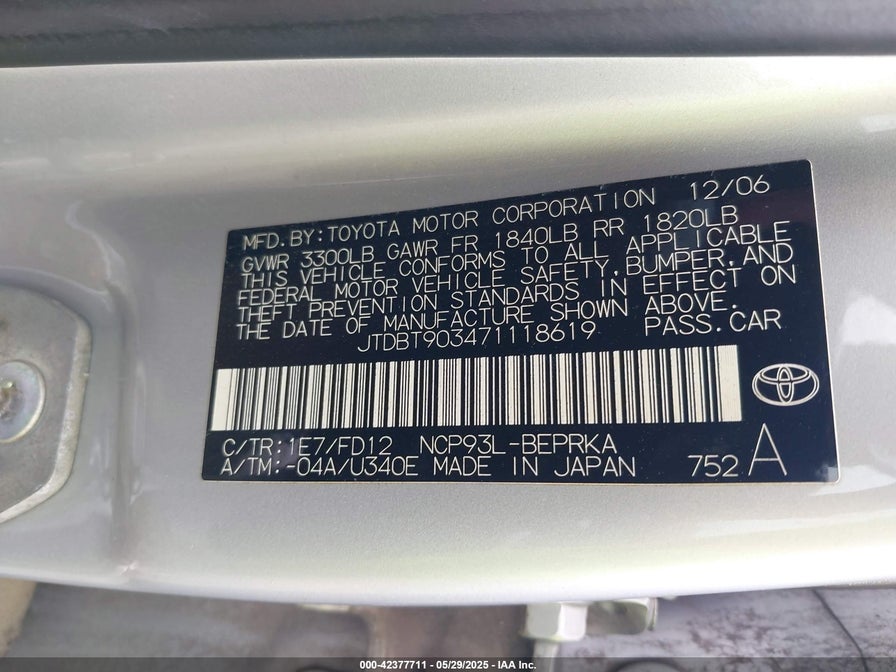 MFD. BY: TOYOTA MOTOR CORPORATION 12/06
GVWR 3300LB GAWR FR 1840LB RR 1820LB
THIS VEHICLE CONFORMS TO ALL APPLICABLE
FEDERAL MOTOR VEHICLE SAFETY, BUMPER, AND
THEFT PREVENTION STANDARDS IN EFFECT ON
THE DATE OF MANUFACTURE SHOWN ABOVE.
JTDBT903471118619 PASS. CAR
C/TR: 1E7/FD12 NCP93L-BEPRKA
A/TM: -04A/U340E MADE IN JAPAN 752 A
000-42377711 - 05/29/2025 - IAA Inc.